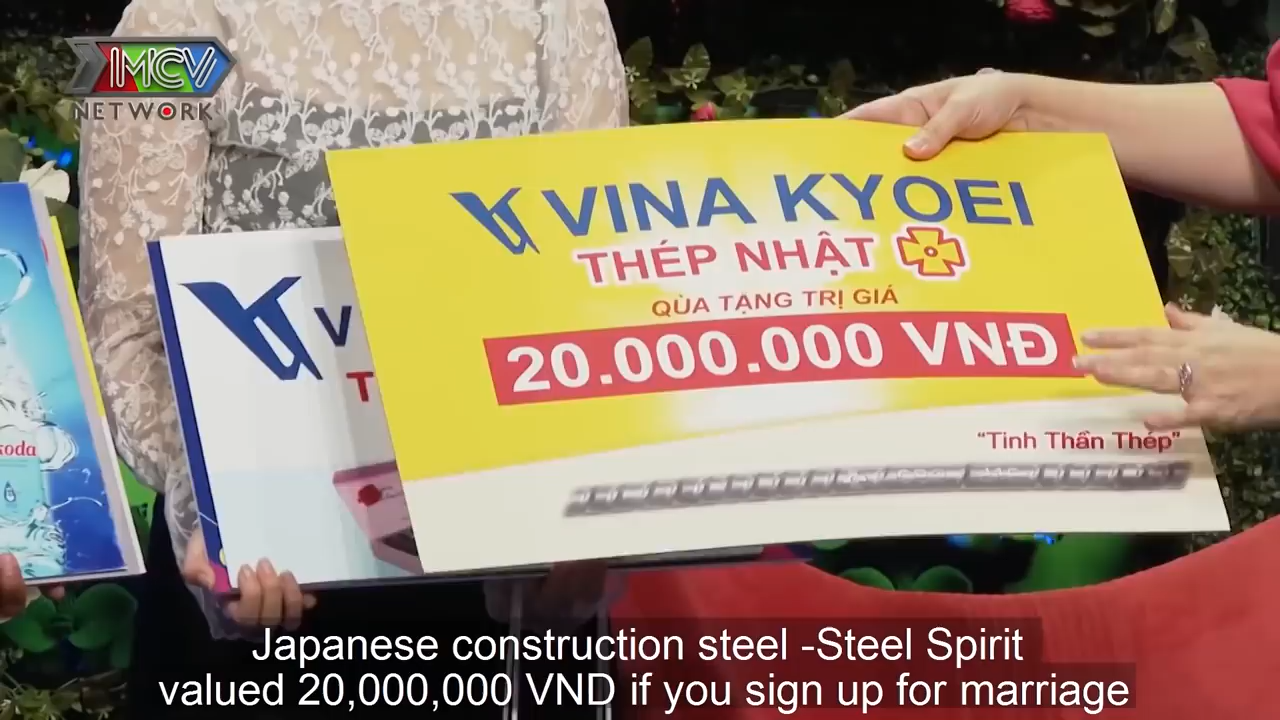 MCV
NETWORK
VINA KYOEI
THÉP NHẬT
QÙA TẶNG TRỊ GIÁ
20.000.000 VNĐ
"Tinh Thần Thép"
V
T
koda
Japanese construction steel -Steel Spirit
valued 20,000,000 VND if you sign up for marriage